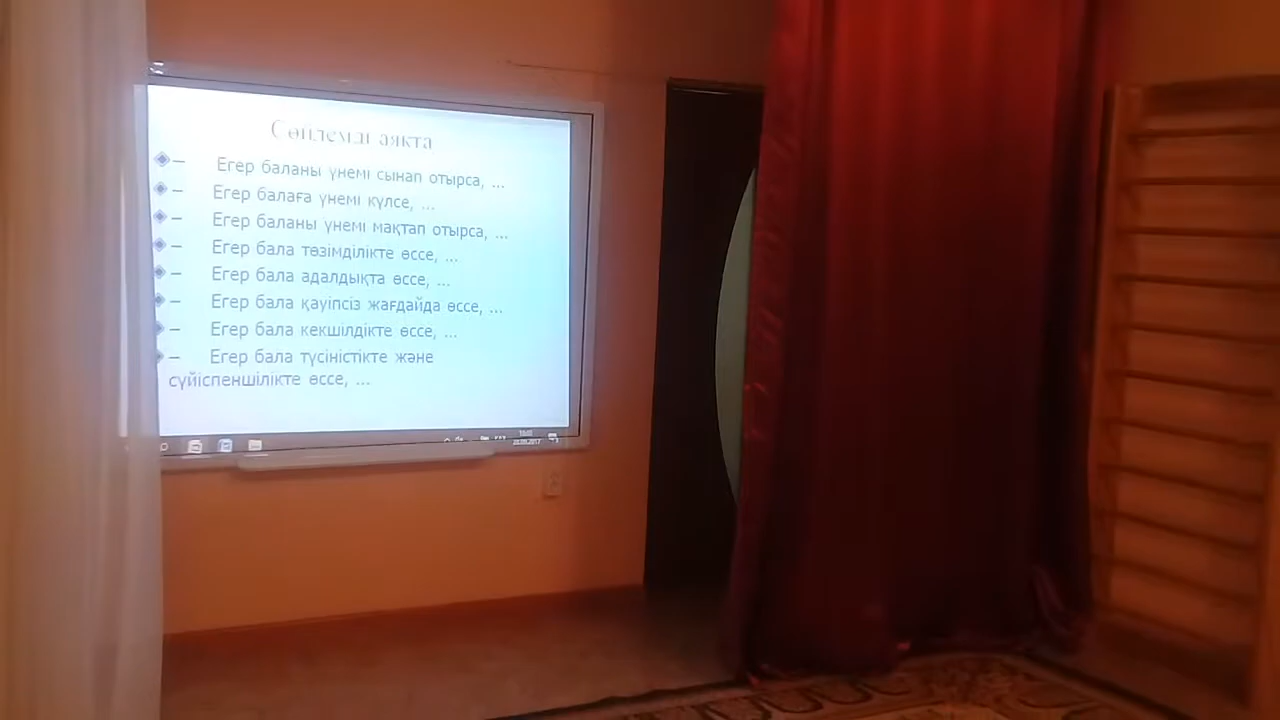 Сөйлемді аякта
– Егер баланы үнемі сынап отырса, ...
– Егер балаға үнемі күлсе, ...
– Егер баланы үнемі мақтап отырса, ...
– Егер бала төзімділікте өссе, ...
– Егер бала адалдықта өссе, ...
– Егер бала қауіпсіз жағдайда өссе, ...
– Егер бала кекшілдікте өссе, ...
– Егер бала түсіністікте және
сүйіспеншілікте өссе, ...